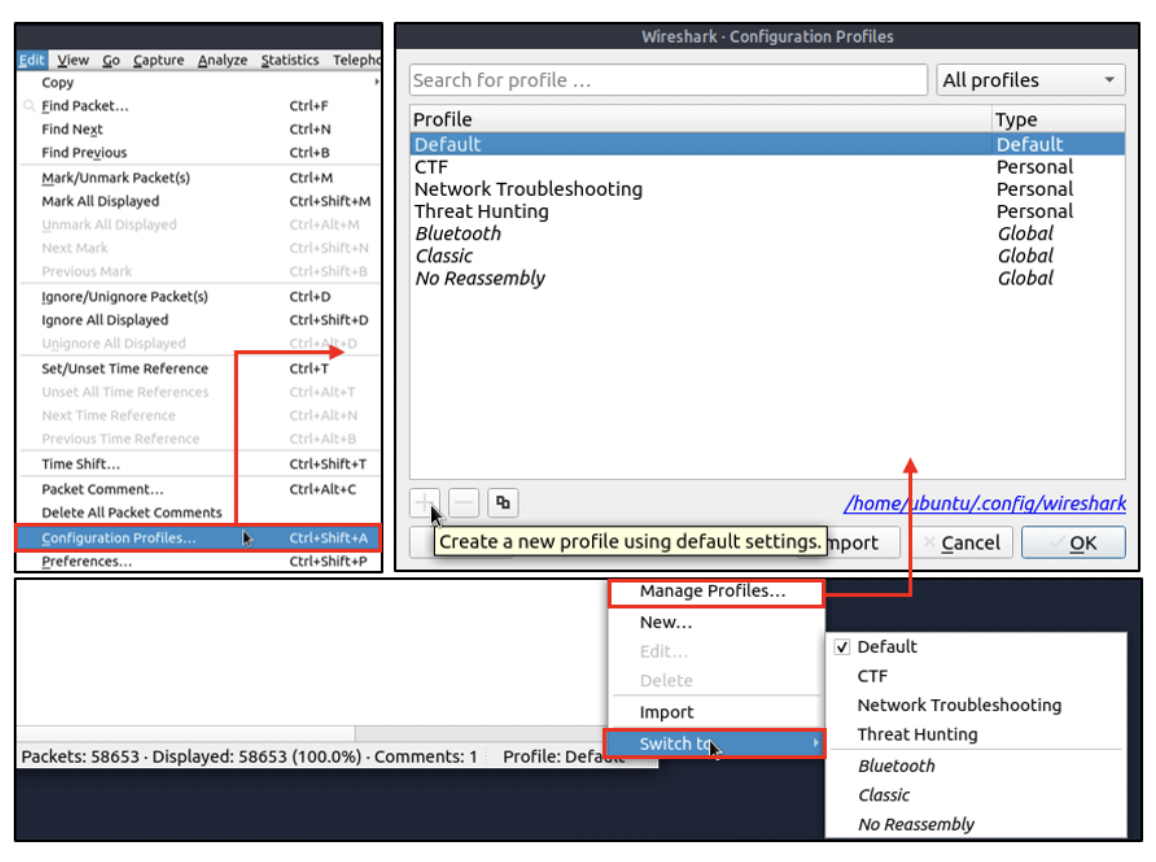 Edit View Go Capture Analyze Statistics Telepho
Copy
Find Packet... Ctrl+F
Find Next Ctrl+N
Find Previous Ctrl+B
Mark/Unmark Packet(s) Ctrl+M
Mark All Displayed Ctrl+Shift+M
Unmark All Displayed Ctrl+Alt+M
Next Mark Ctrl+Shift+N
Previous Mark Ctrl+Shift+B
Ignore/Unignore Packet(s) Ctrl+D
Ignore All Displayed Ctrl+Shift+D
Unignore All Displayed Ctrl+Alt+D
Set/Unset Time Reference Ctrl+T
Unset All Time References Ctrl+Alt+T
Next Time Reference Ctrl+Alt+N
Previous Time Reference Ctrl+Alt+B
Time Shift... Ctrl+Shift+T
Packet Comment... Ctrl+Alt+C
Delete All Packet Comments
Configuration Profiles... Ctrl+Shift+A
Preferences... Ctrl+Shift+P
Wireshark · Configuration Profiles
Search for profile ... All profiles
Profile Type
Default Default
CTF Personal
Network Troubleshooting Personal
Threat Hunting Personal
Bluetooth Global
Classic Global
No Reassembly Global
/home/ubuntu/.config/wireshark
Create a new profile using default settings.
mport Cancel OK
Manage Profiles...
New...
Edit...
Delete
Import
Switch to
Default
CTF
Network Troubleshooting
Threat Hunting
Bluetooth
Classic
No Reassembly
Packets: 58653 · Displayed: 58653 (100.0%) · Comments: 1 Profile: Default